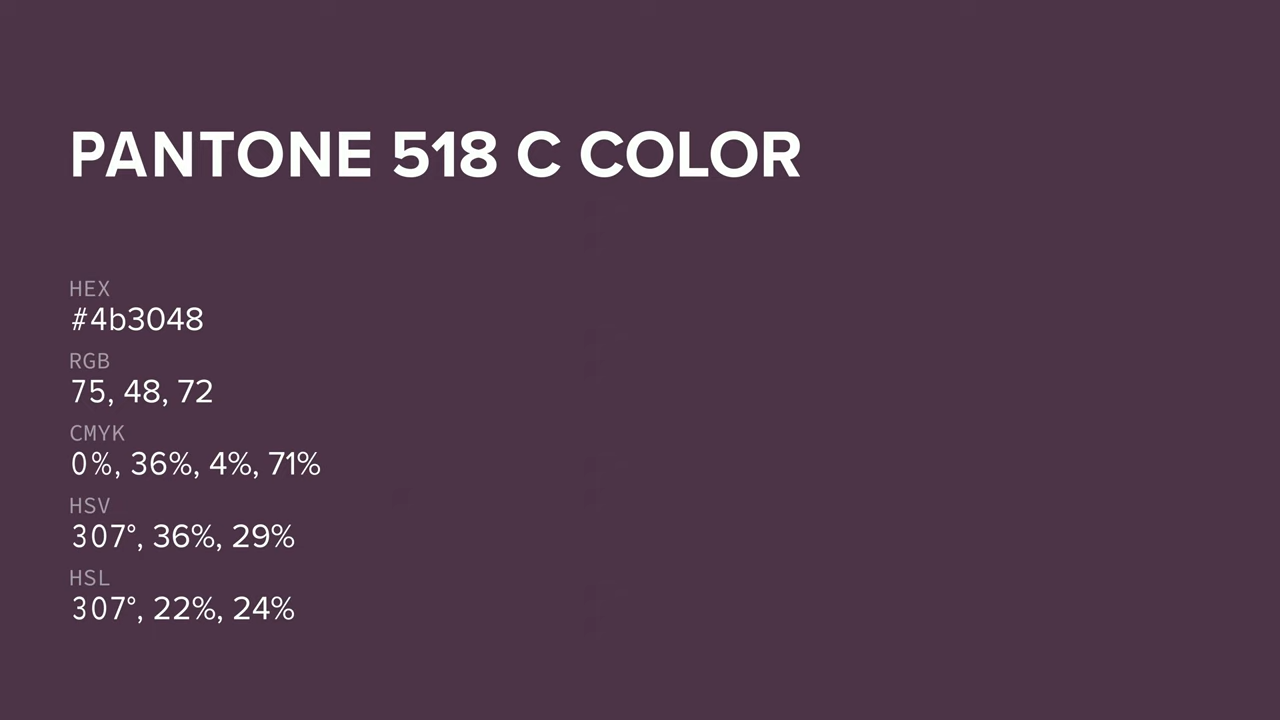 PANTONE 518 C COLOR
HEX
#4b3048
RGB
75, 48, 72
CMYK
0%, 36%, 4%, 71%
HSV
307°, 36%, 29%
HSL
307°, 22%, 24%